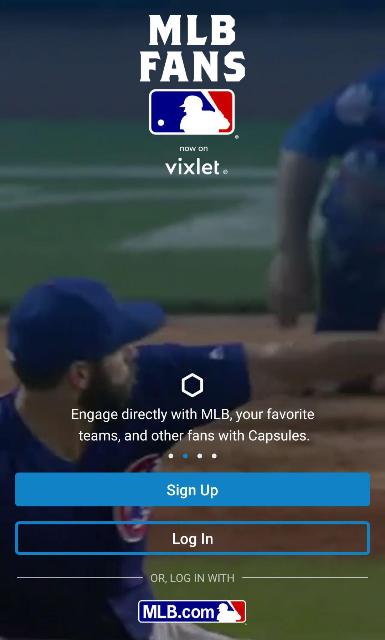 MLB
FANS
now on
vixlet
Engage directly with MLB, your favorite
teams, and other fans with Capsules.
Sign Up
Log In
OR, LOG IN WITH
MLB.com